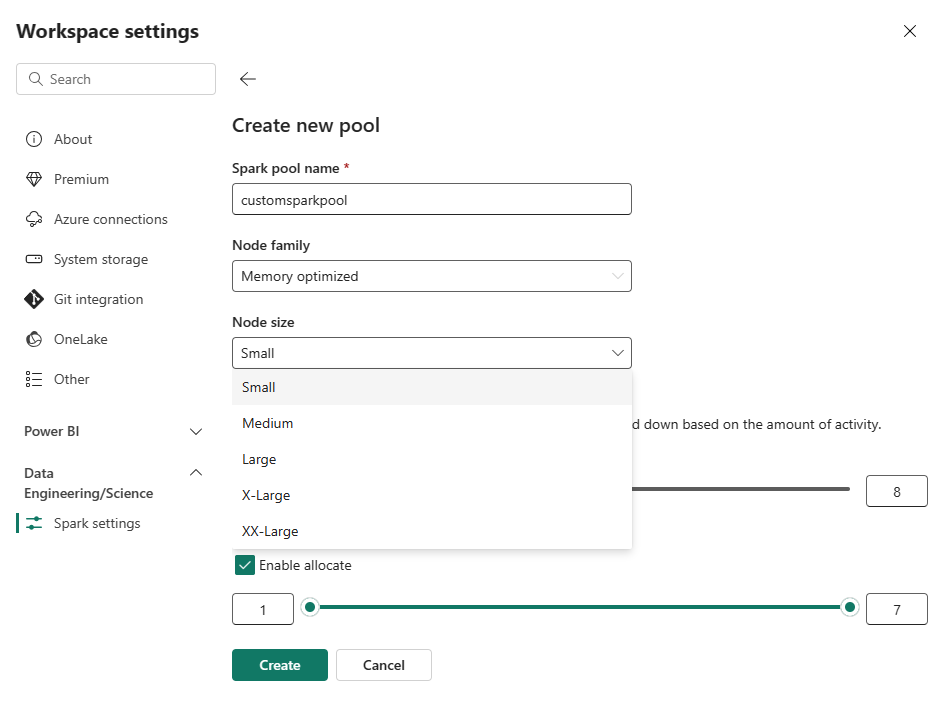 Workspace settings
Search
About
Premium
Azure connections
System storage
Git integration
OneLake
Other
Power BI
Data
Engineering/Science
Spark settings
Create new pool
Spark pool name *
customsparkpool
Node family
Memory optimized
Node size
Small
Small
Medium
Large
X-Large
XX-Large
down based on the amount of activity.
8
Enable allocate
1
7
Create
Cancel